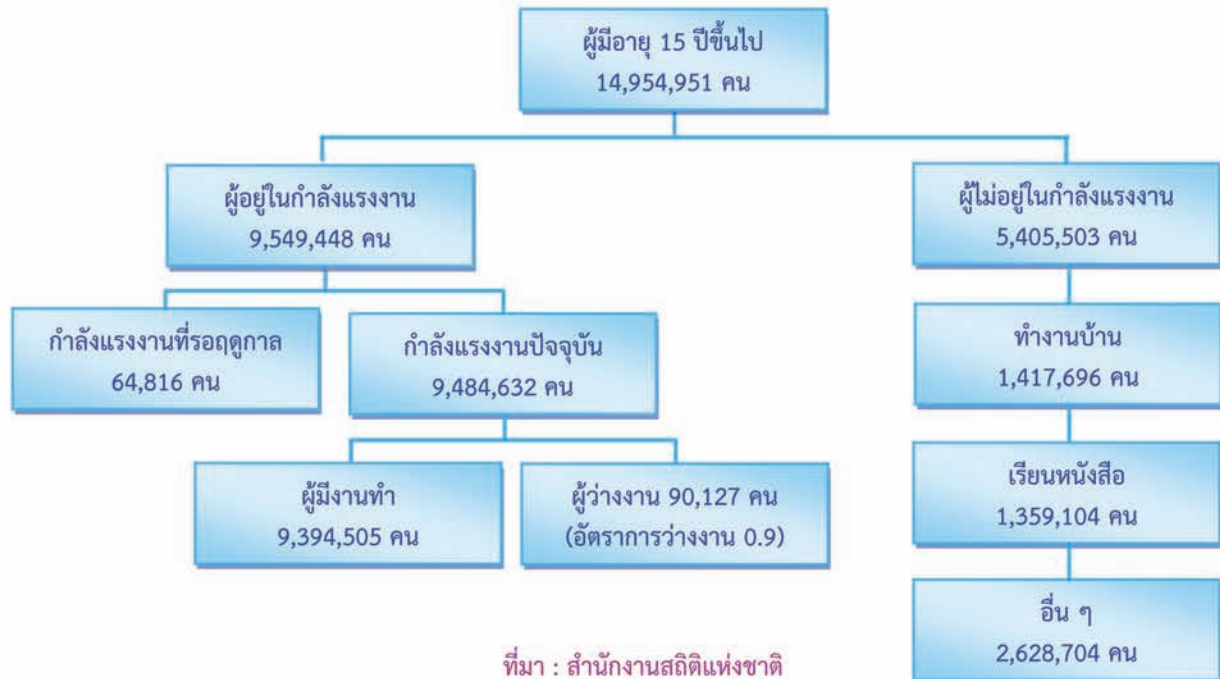 ผู้มีอายุ 15 ปีขึ้นไป
14,954,951 คน
ผู้อยู่ในกำลังแรงงาน
9,549,448 คน
ผู้ไม่อยู่ในกำลังแรงงาน
5,405,503 คน
กำลังแรงงานที่รอฤดูกาล
64,816 คน
กำลังแรงงานปัจจุบัน
9,484,632 คน
ทำงานบ้าน
1,417,696 คน
ผู้มีงานทำ
9,394,505 คน
ผู้ว่างงาน 90,127 คน
(อัตราการว่างงาน 0.9)
เรียนหนังสือ
1,359,104 คน
อื่น ๆ
2,628,704 คน
ที่มา : สำนักงานสถิติแห่งชาติ